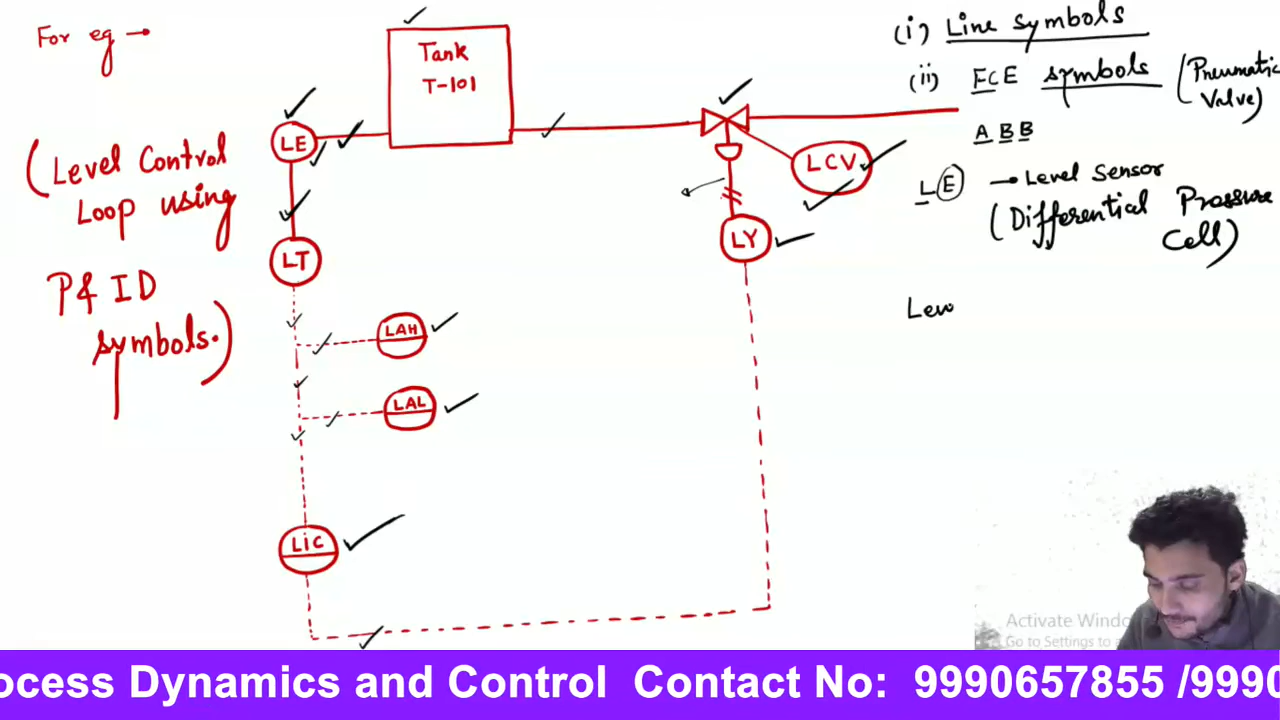 For eg →
(Level Control
Loop using
P& ID
symbols.)
Tank
T-101
LE
LT
LAH
LAL
LIC
LCV
LY
(i) Line symbols
(ii) FCE symbols (Pneumatic
Valve)
A B B
LE → Level Sensor
(Differential Pressure
Cell)
Lev
Activate Windo
Go to Settings to a
ocess Dynamics and Control Contact No: 9990657855 /9990